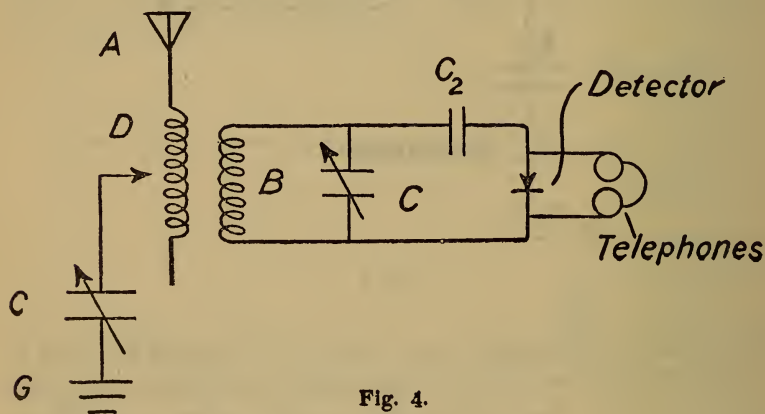 A
C₂
Detector
D
B
C
Telephones
C
G
Fig. 4.